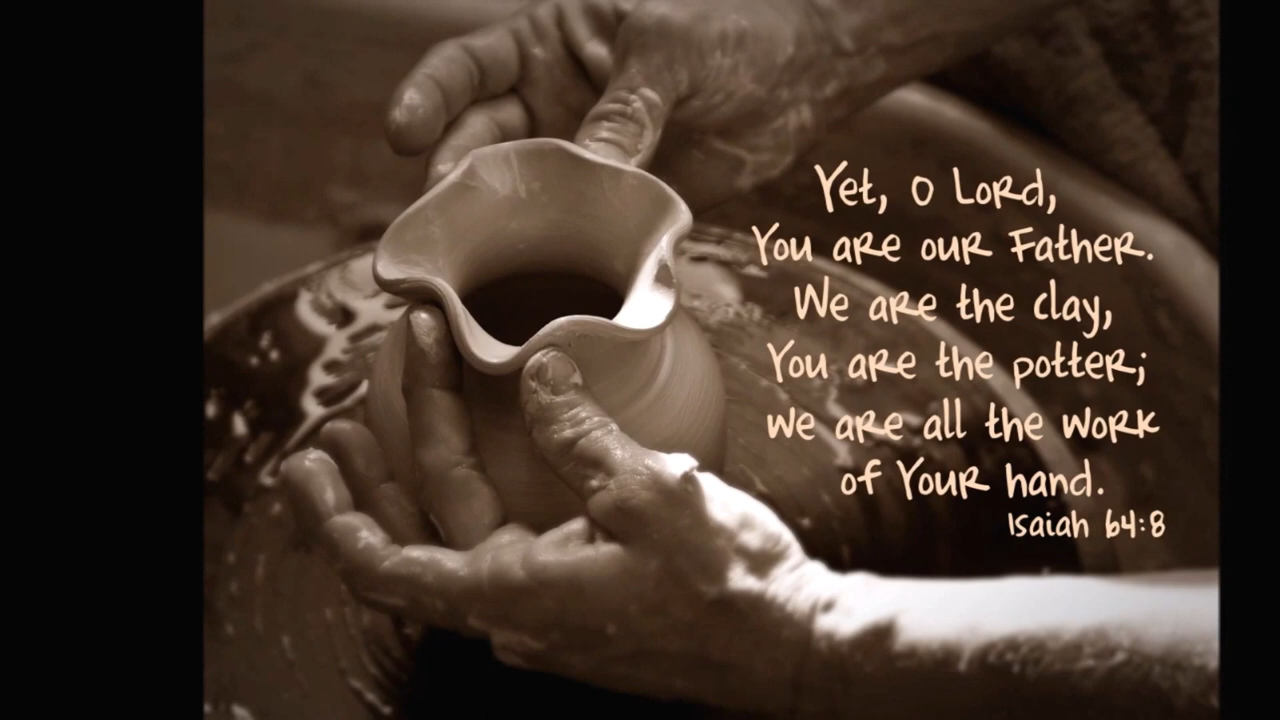 Yet, O Lord,
You are our Father.
We are the clay,
You are the potter;
we are all the work
of Your hand.
Isaiah 64:8